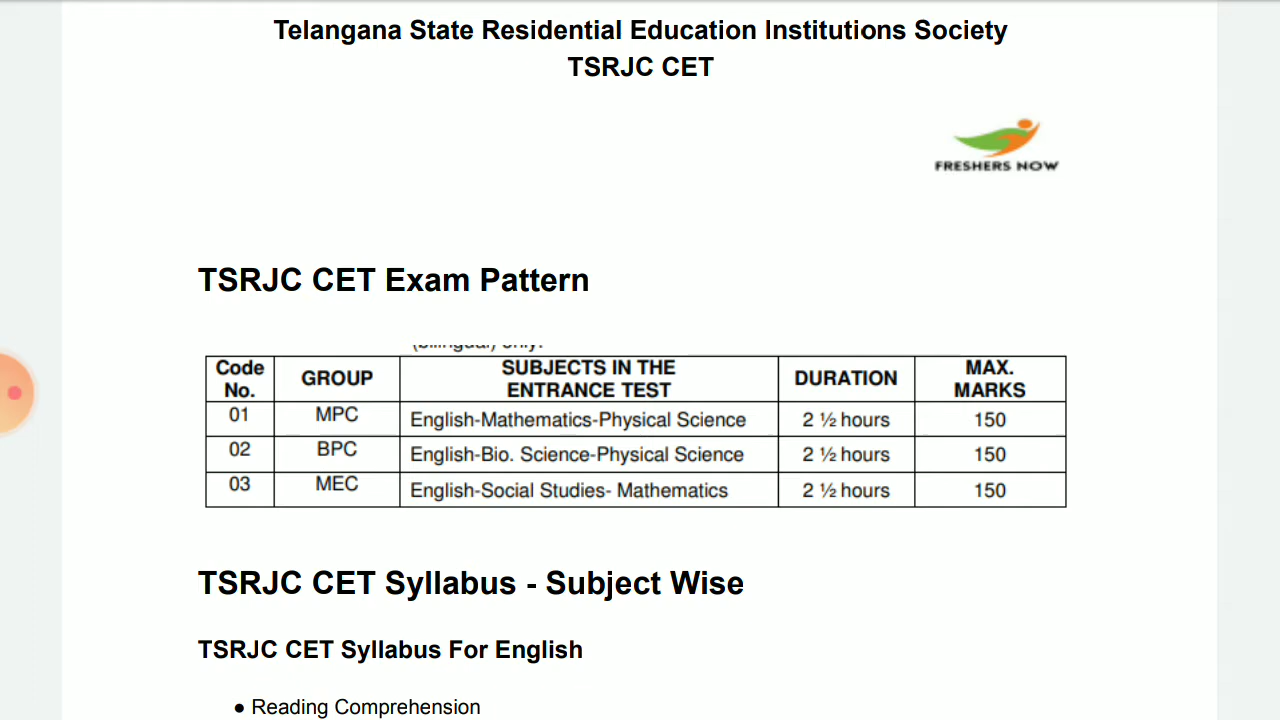 Telangana State Residential Education Institutions Society
TSRJC CET
FRESHERS NOW
TSRJC CET Exam Pattern
(bilingual) only.
Code No. GROUP SUBJECTS IN THE ENTRANCE TEST DURATION MAX. MARKS
01 MPC English-Mathematics-Physical Science 2 ½ hours 150
02 BPC English-Bio. Science-Physical Science 2 ½ hours 150
03 MEC English-Social Studies- Mathematics 2 ½ hours 150
TSRJC CET Syllabus - Subject Wise
TSRJC CET Syllabus For English
● Reading Comprehension